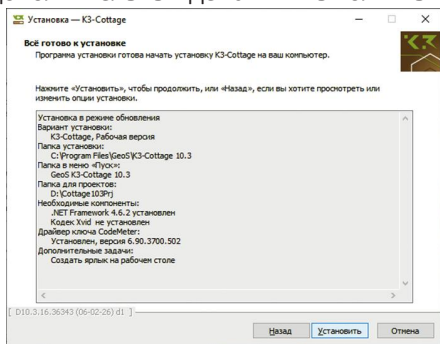 Установка — K3-Cottage
Всё готово к установке
Программа установки готова начать установку K3-Cottage на ваш компьютер.
К3
Нажмите «Установить», чтобы продолжить, или «Назад», если вы хотите просмотреть или
изменить опции установки.
Установка в режиме обновления
Вариант установки:
K3-Cottage, Рабочая версия
Папка установки:
C:\Program Files\GeoS\K3-Cottage 10.3
Папка в меню «Пуск»:
GeoS K3-Cottage 10.3
Папка для проектов:
D:\Cottage103Prj
Необходимые компоненты:
.NET Framework 4.6.2 установлен
Кодек Xvid не установлен
Драйвер ключа CodeMeter:
Установлен, версия 6.90.3700.502
Дополнительные задачи:
Создать ярлык на рабочем столе
[ D10.3.16.36343 (06-02-26) d1 ]
Назад Установить Отмена